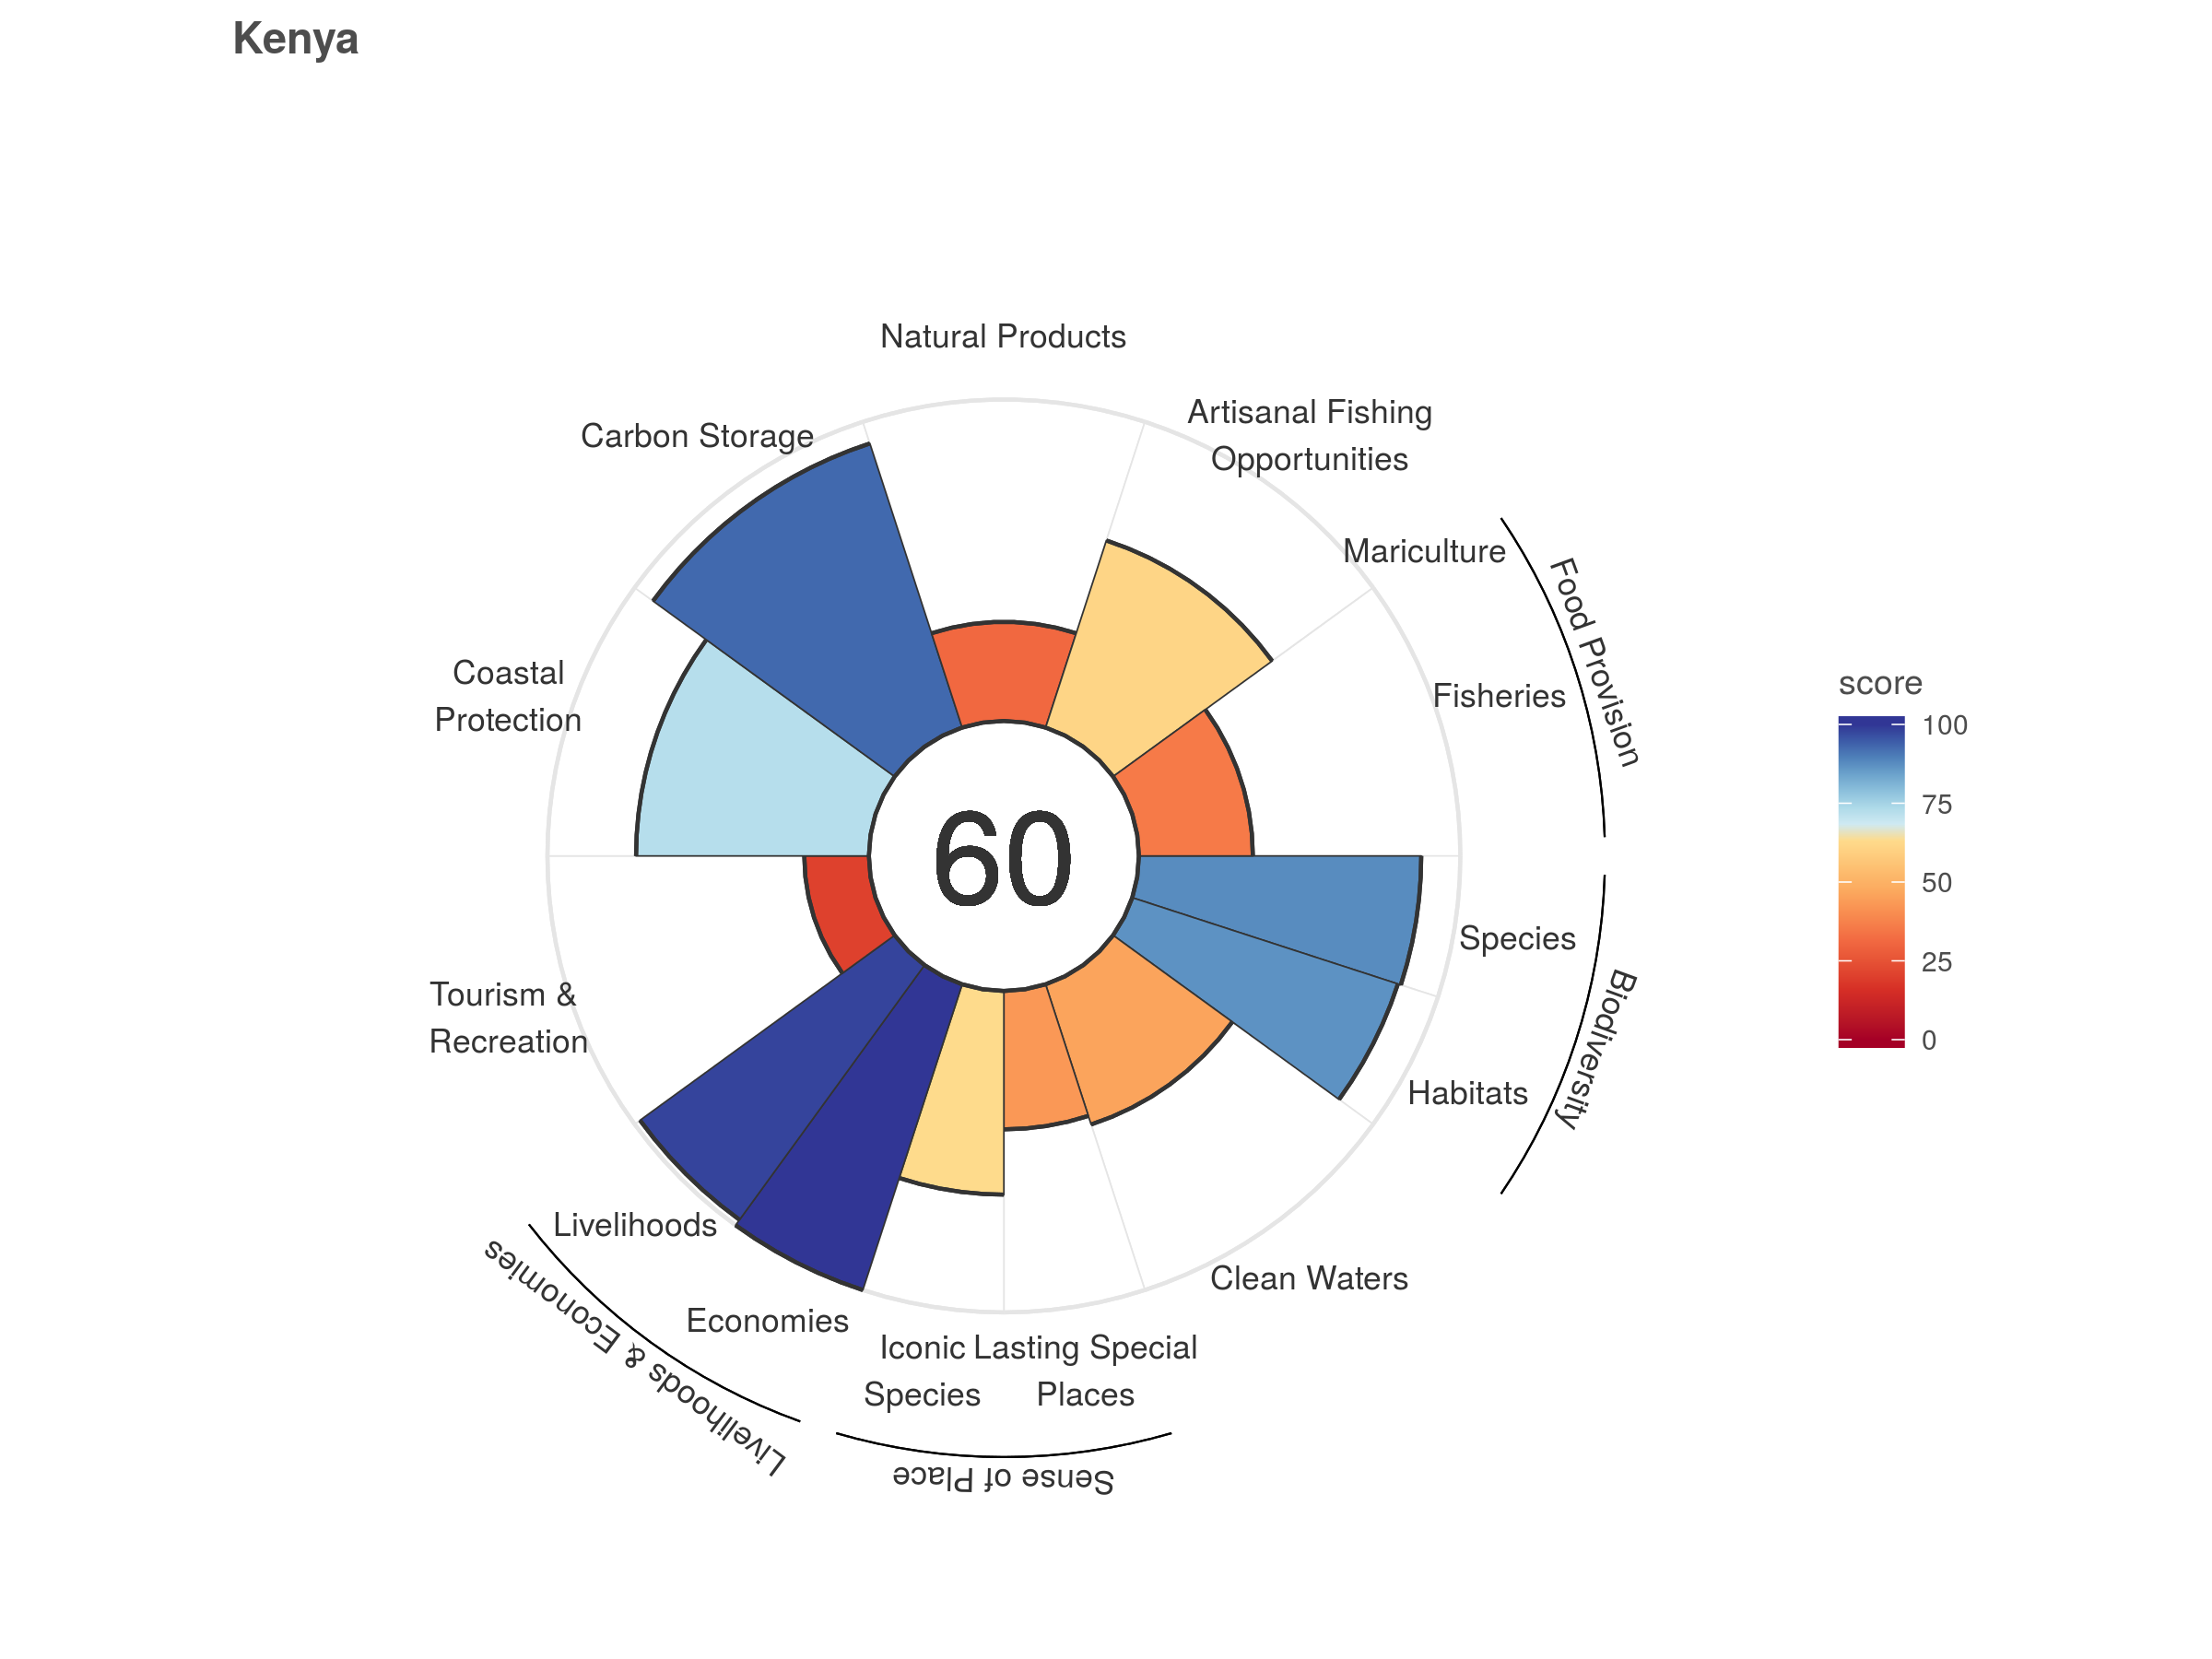 Kenya
Natural Products
Artisanal Fishing
Opportunities
Carbon Storage
Mariculture
Food Provision
Fisheries
Coastal
Protection
score
100
75
50
25
0
60
Species
Biodiversity
Habitats
Tourism &
Recreation
Livelihoods
Livelihoods & Economies
Economies
Clean Waters
Iconic
Species
Lasting Special
Places
Sense of Place